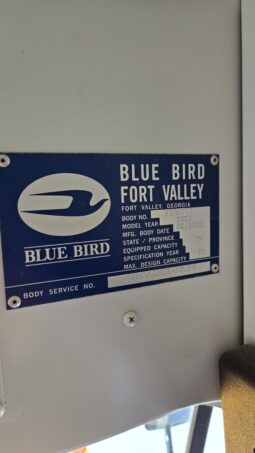 BLUE BIRD
FORT VALLEY
FORT VALLEY, GEORGIA
BODY NO.
MODEL YEAR 2023
MFG. BODY DATE
STATE / PROVINCE
EQUIPPED CAPACITY
SPECIFICATION YEAR
MAX. DESIGN CAPACITY
BLUE BIRD
BODY SERVICE NO.